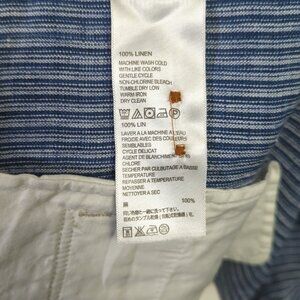 100% LINEN
MACHINE WASH COLD
WITH LIKE COLORS
GENTLE CYCLE
NON-CHLORINE BLEACH
TUMBLE DRY LOW
WARM IRON
DRY CLEAN
100% LIN
LAVER A LA MACHINE A L'EAU
FROIDE AVEC DES COULEURS
SEMBLABLES
CYCLE DELICAT
AGENT DE BLANCHIMENT
CHLORE
SECHER PAR CULBUTAGE A BASSE
TEMPERATURE
REPASSER A TEMPERATURE
MOYENNE
NETTOYER A SEC
100%